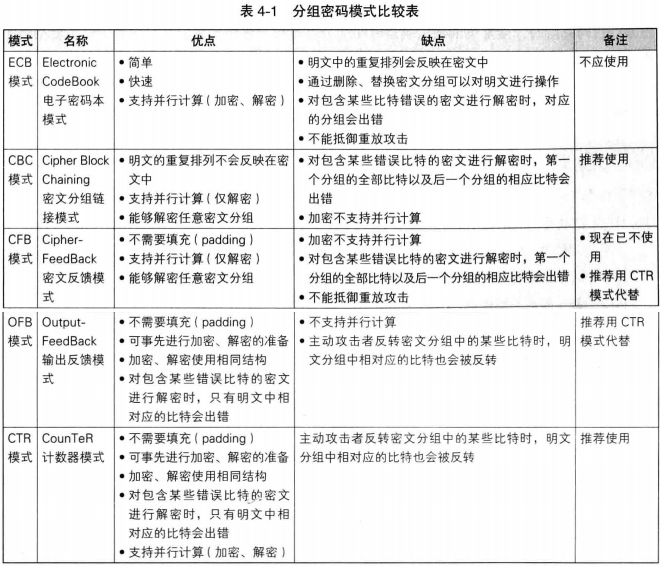 表 4-1 分组密码模式比较表
模式 名称 优点 缺点 备注
ECB
模式
Electronic
CodeBook
电子密码本
模式
• 简单
• 快速
• 支持并行计算（加密、解密）
• 明文中的重复排列会反映在密文中
• 通过删除、替换密文分组可以对明文进行操作
• 对包含某些比特错误的密文进行解密时，对应
的分组会出错
• 不能抵御重放攻击
不应使用
CBC
模式
Cipher Block
Chaining
密文分组链
接模式
• 明文的重复排列不会反映在密
文中
• 支持并行计算（仅解密）
• 能够解密任意密文分组
• 对包含某些错误比特的密文进行解密时，第一
个分组的全部比特以及后一个分组的相应比特会
出错
• 加密不支持并行计算
推荐使用
CFB
模式
Cipher-
FeedBack
密文反馈模
式
• 不需要填充（padding）
• 支持并行计算（仅解密）
• 能够解密任意密文分组
• 加密不支持并行计算
• 对包含某些错误比特的密文进行解密时，第一个
分组的全部比特以及后一个分组的相应比特会出错
• 不能抵御重放攻击
• 现在已不使
用
• 推荐用 CTR
模式代替
OFB
模式
Output-
FeedBack
输出反馈模
式
• 不需要填充（padding）
• 可事先进行加密、解密的准备
• 加密、解密使用相同结构
• 对包含某些错误比特的密文
进行解密时，只有明文中相
对应的比特会出错
• 不支持并行计算
• 主动攻击者反转密文分组中的某些比特时，明
文分组中相对应的比特也会被反转
推荐用 CTR
模式代替
CTR
模式
CounTeR
计数器模式
• 不需要填充（padding）
• 可事先进行加密、解密的准备
• 加密、解密使用相同结构
• 对包含某些错误比特的密文
进行解密时，只有明文中相
对应的比特会出错
• 支持并行计算（加密、解密）
主动攻击者反转密文分组中的某些比特时，明文
分组中相对应的比特也会被反转
推荐使用